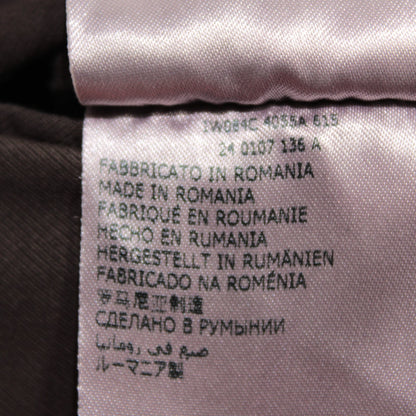 1W084C 4055A 615
24 0107 136 A
FABBRICATO IN ROMANIA
MADE IN ROMANIA
FABRIQUÉ EN ROUMANIE
HECHO EN RUMANIA
HERGESTELLT IN RUMÄNIEN
FABRICADO NA ROMÉNIA
罗马尼亚制造
СДЕЛАНО В РУМЫНИИ
صنع في رومانيا
ルーマニア製